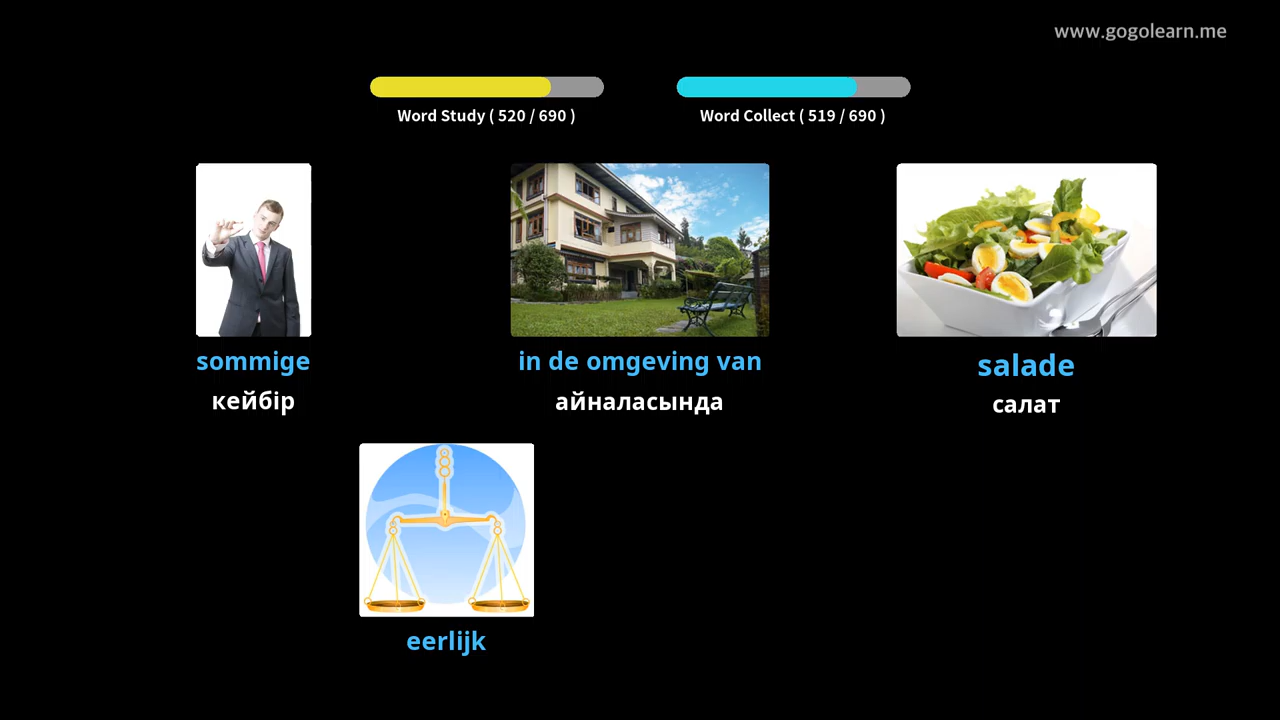 www.gogolearn.me
Word Study ( 520 / 690 )
Word Collect ( 519 / 690 )
sommige
кейбір
in de omgeving van
айналасында
salade
салат
eerlijk